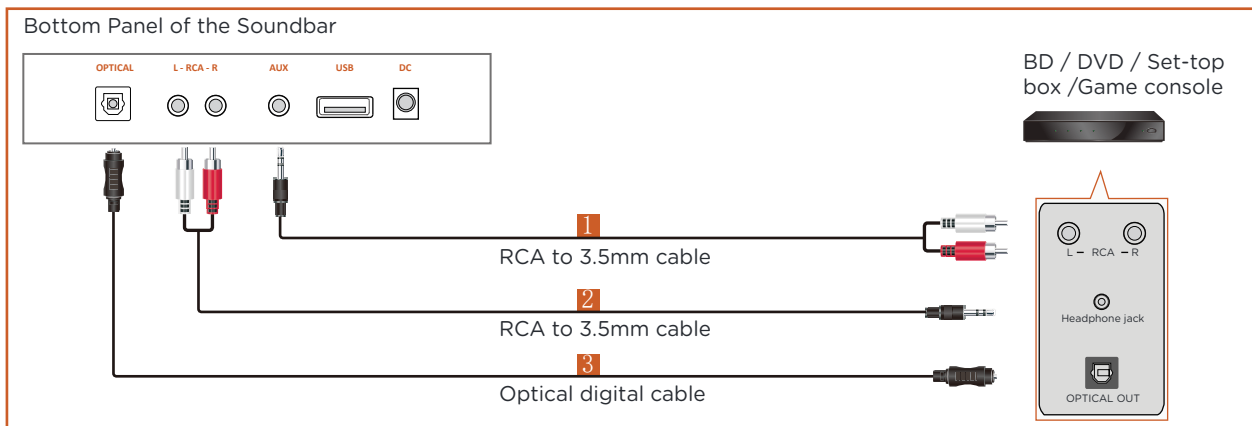 Bottom Panel of the Soundbar
OPTICAL
L - RCA - R
AUX
USB
DC
BD / DVD / Set-top
box /Game console
1
RCA to 3.5mm cable
2
RCA to 3.5mm cable
3
Optical digital cable
L - RCA - R
Headphone jack
OPTICAL OUT